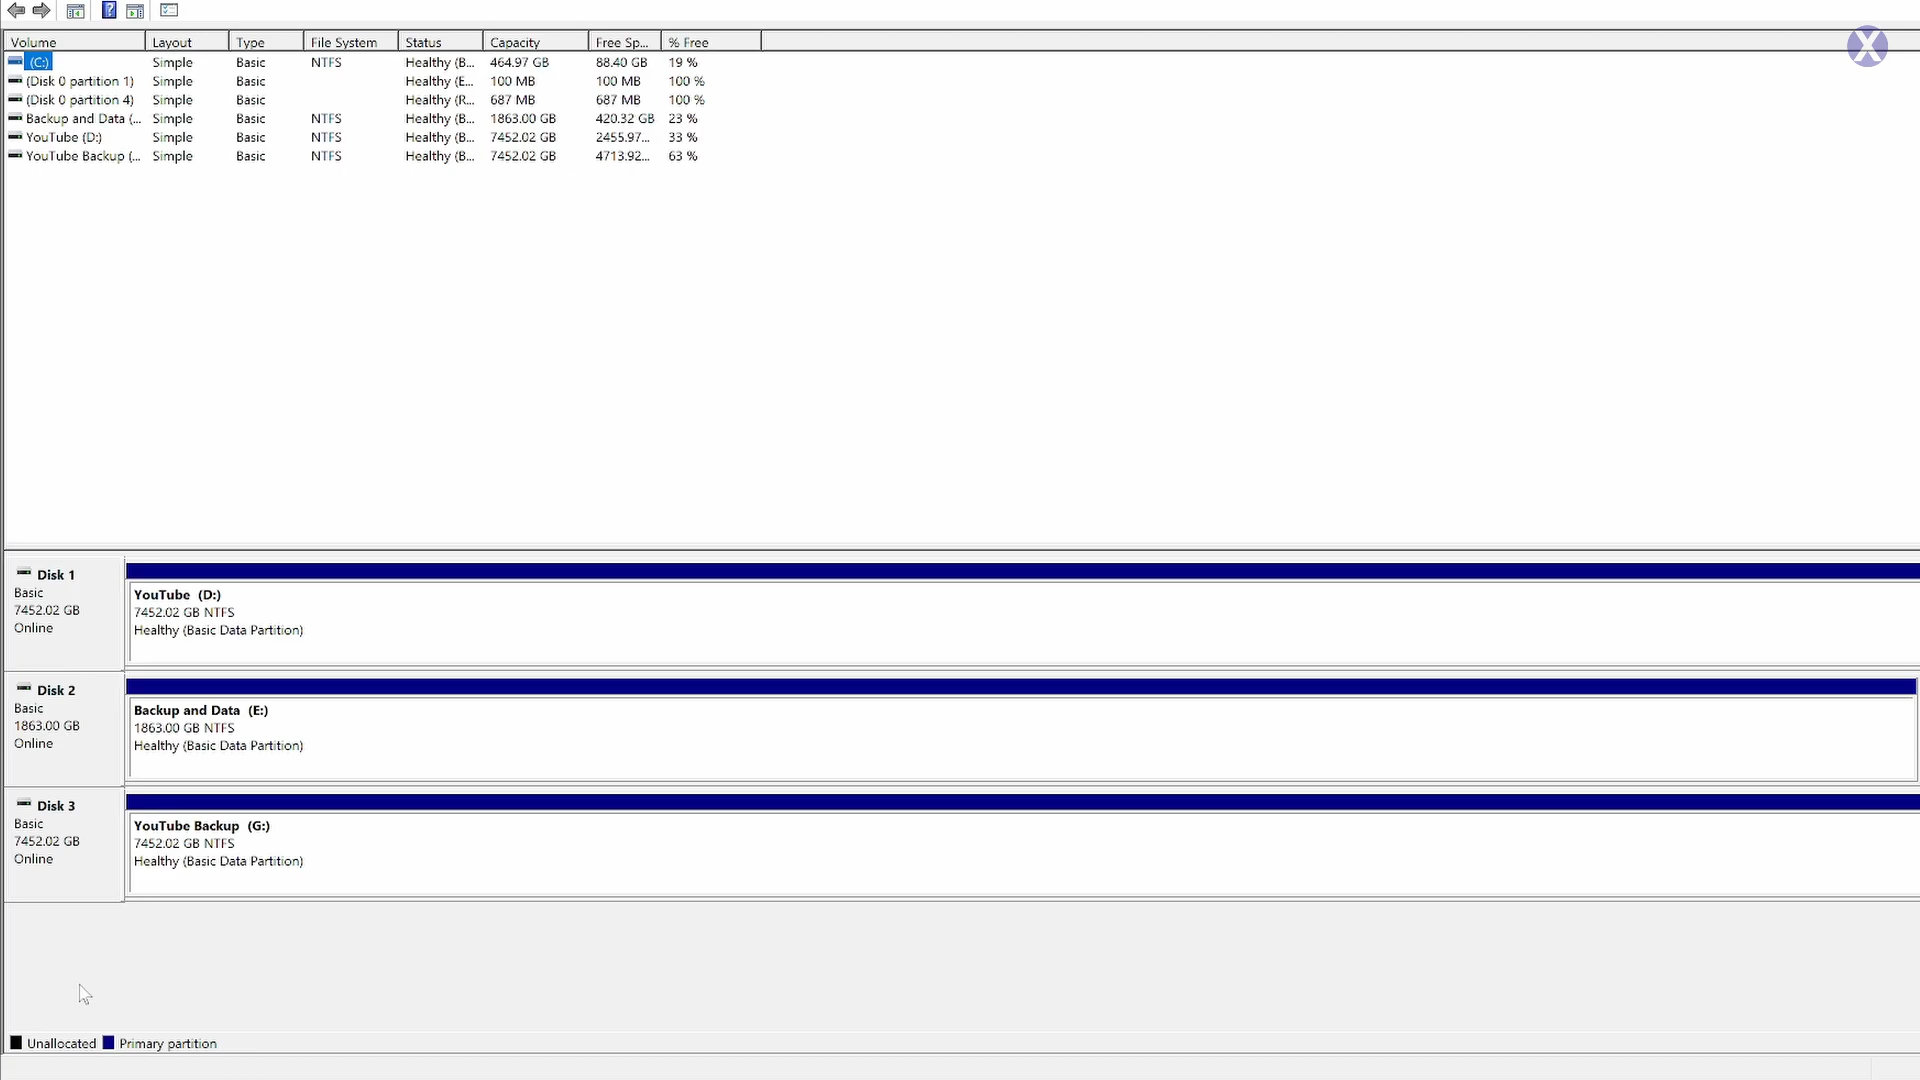 Volume Layout Type File System Status Capacity Free Sp... % Free
(C:) Simple Basic NTFS Healthy (B... 464.97 GB 88.40 GB 19 %
(Disk 0 partition 1) Simple Basic Healthy (E... 100 MB 100 MB 100 %
(Disk 0 partition 4) Simple Basic Healthy (R... 687 MB 687 MB 100 %
Backup and Data (... Simple Basic NTFS Healthy (B... 1863.00 GB 420.32 GB 23 %
YouTube (D:) Simple Basic NTFS Healthy (B... 7452.02 GB 2455.97... 33 %
YouTube Backup (... Simple Basic NTFS Healthy (B... 7452.02 GB 4713.92... 63 %
Disk 1
Basic
7452.02 GB
Online
YouTube (D:)
7452.02 GB NTFS
Healthy (Basic Data Partition)
Disk 2
Basic
1863.00 GB
Online
Backup and Data (E:)
1863.00 GB NTFS
Healthy (Basic Data Partition)
Disk 3
Basic
7452.02 GB
Online
YouTube Backup (G:)
7452.02 GB NTFS
Healthy (Basic Data Partition)
Unallocated Primary partition
X